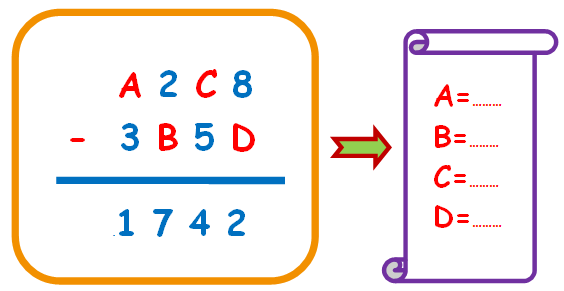 A 2 C 8
- 3 B 5 D
1 7 4 2
A= .........
B= .........
C= .........
D= .........